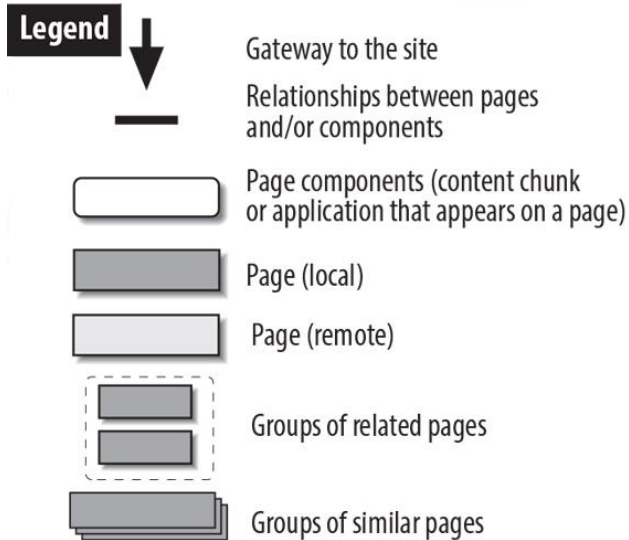 Legend
Gateway to the site
Relationships between pages
and/or components
Page components (content chunk
or application that appears on a page)
Page (local)
Page (remote)
Groups of related pages
Groups of similar pages